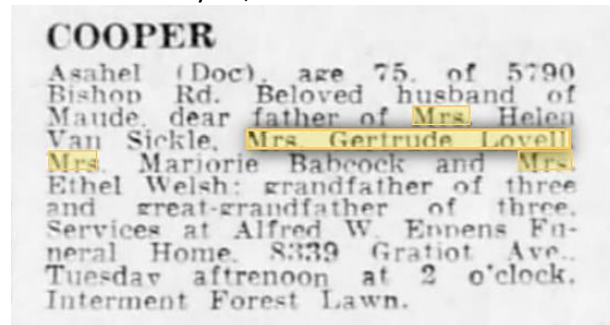 COOPER
Asahel (Doc), age 75, of 5790
Bishop Rd. Beloved husband of
Maude, dear father of Mrs. Helen
Van Sickle, Mrs. Gertrude Lovell,
Mrs. Marjorie Babcock and Mrs.
Ethel Welsh; grandfather of three
and great-grandfather of three.
Services at Alfred W. Eppens Fu-
neral Home, 8339 Gratiot Ave.,
Tuesday aftrenoon at 2 o'clock.
Interment Forest Lawn.